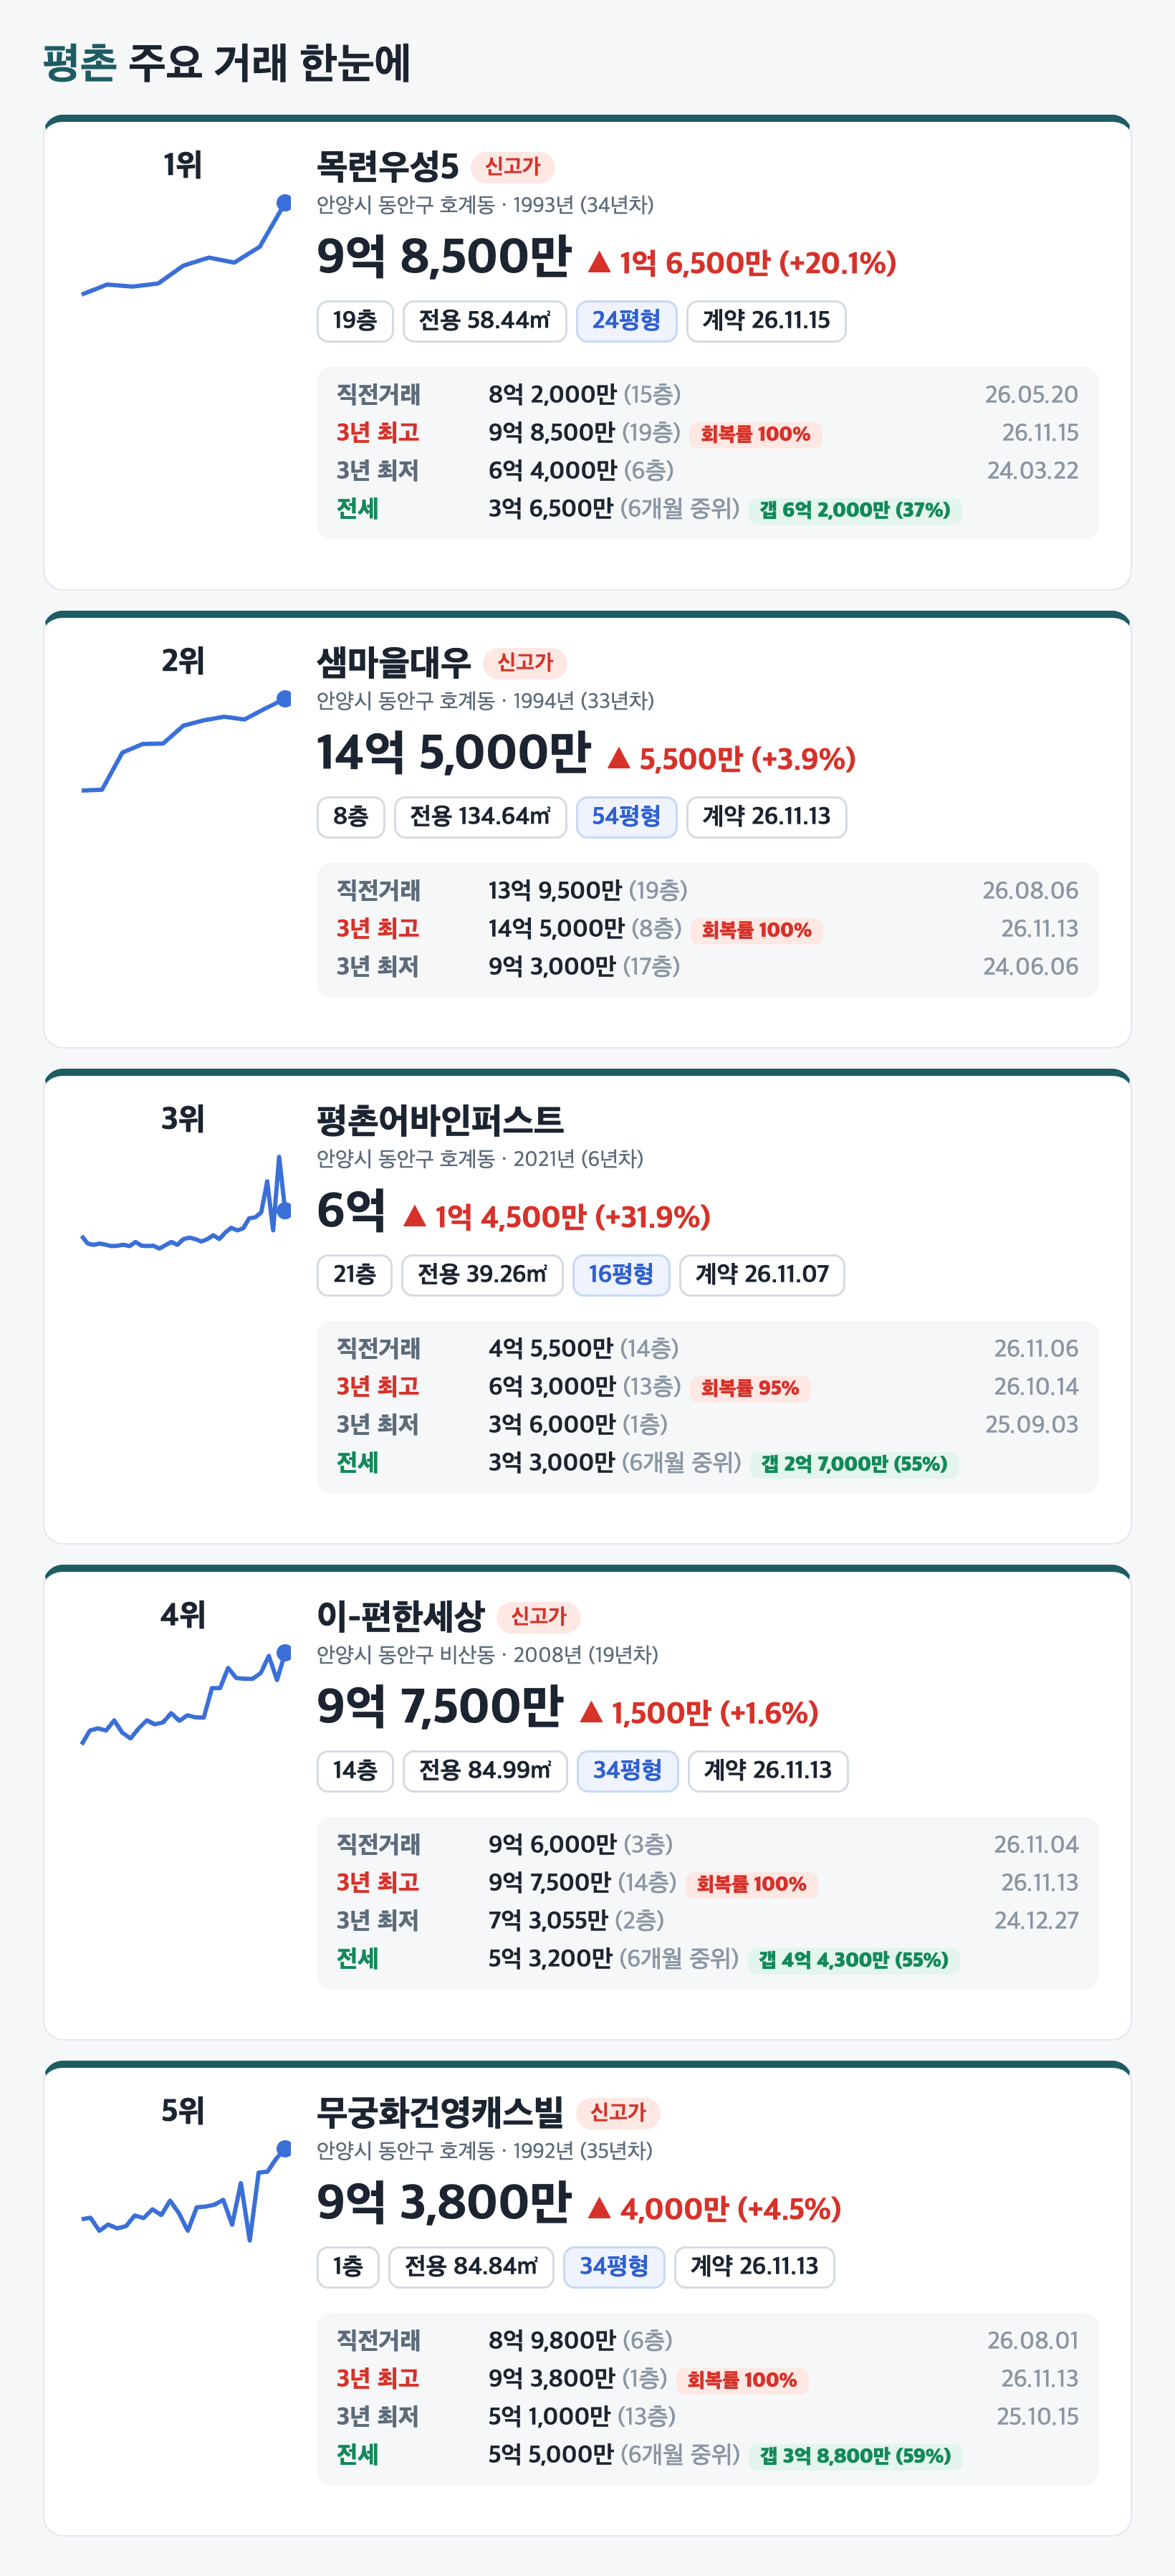 평촌 주요 거래 한눈에
1위
목련우성5 신고가
안양시 동안구 호계동 · 1993년 (34년차)
9억 8,500만 ▲ 1억 6,500만 (+20.1%)
19층 전용 58.44㎡ 24평형 계약 26.11.15
직전거래 8억 2,000만 (15층) 26.05.20
3년 최고 9억 8,500만 (19층) 회복률 100% 26.11.15
3년 최저 6억 4,000만 (6층) 24.03.22
전세 3억 6,500만 (6개월 중위) 갭 6억 2,000만 (37%)
2위
샘마을대우 신고가
안양시 동안구 호계동 · 1994년 (33년차)
14억 5,000만 ▲ 5,500만 (+3.9%)
8층 전용 134.64㎡ 54평형 계약 26.11.13
직전거래 13억 9,500만 (19층) 26.08.06
3년 최고 14억 5,000만 (8층) 회복률 100% 26.11.13
3년 최저 9억 3,000만 (17층) 24.06.06
3위
평촌어바인퍼스트
안양시 동안구 호계동 · 2021년 (6년차)
6억 ▲ 1억 4,500만 (+31.9%)
21층 전용 39.26㎡ 16평형 계약 26.11.07
직전거래 4억 5,500만 (14층) 26.11.06
3년 최고 6억 3,000만 (13층) 회복률 95% 26.10.14
3년 최저 3억 6,000만 (1층) 25.09.03
전세 3억 3,000만 (6개월 중위) 갭 2억 7,000만 (55%)
4위
이-편한세상 신고가
안양시 동안구 비산동 · 2008년 (19년차)
9억 7,500만 ▲ 1,500만 (+1.6%)
14층 전용 84.99㎡ 34평형 계약 26.11.13
직전거래 9억 6,000만 (3층) 26.11.04
3년 최고 9억 7,500만 (14층) 회복률 100% 26.11.13
3년 최저 7억 3,055만 (2층) 24.12.27
전세 5억 3,200만 (6개월 중위) 갭 4억 4,300만 (55%)
5위
무궁화건영캐스빌 신고가
안양시 동안구 호계동 · 1992년 (35년차)
9억 3,800만 ▲ 4,000만 (+4.5%)
1층 전용 84.84㎡ 34평형 계약 26.11.13
직전거래 8억 9,800만 (6층) 26.08.01
3년 최고 9억 3,800만 (1층) 회복률 100% 26.11.13
3년 최저 5억 1,000만 (13층) 25.10.15
전세 5억 5,000만 (6개월 중위) 갭 3억 8,800만 (59%)